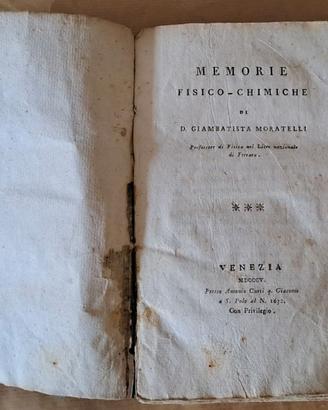 MEMORIE
FISICO-CHIMICHE
DI
D. GIAMBATISTA MORATELLI
Professore di Fisica nel Liceo nazionale
di Ferrara.
VENEZIA
MDCCCV.
Presso Antonio Curti q. Giacomo
a S. Polo al N. 1672.
Con Privilegio.